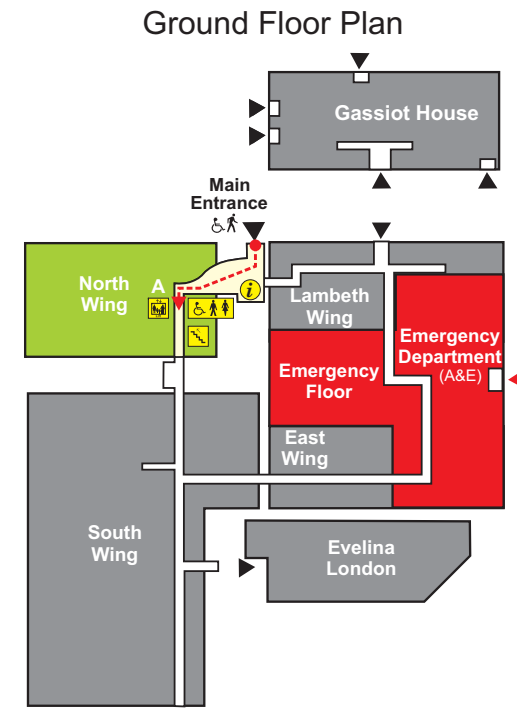 Ground Floor Plan
Gassiot House
Main
Entrance
North
Wing
A
i
Lambeth
Wing
Emergency
Department
(A&E)
Emergency
Floor
East
Wing
South
Wing
Evelina
London